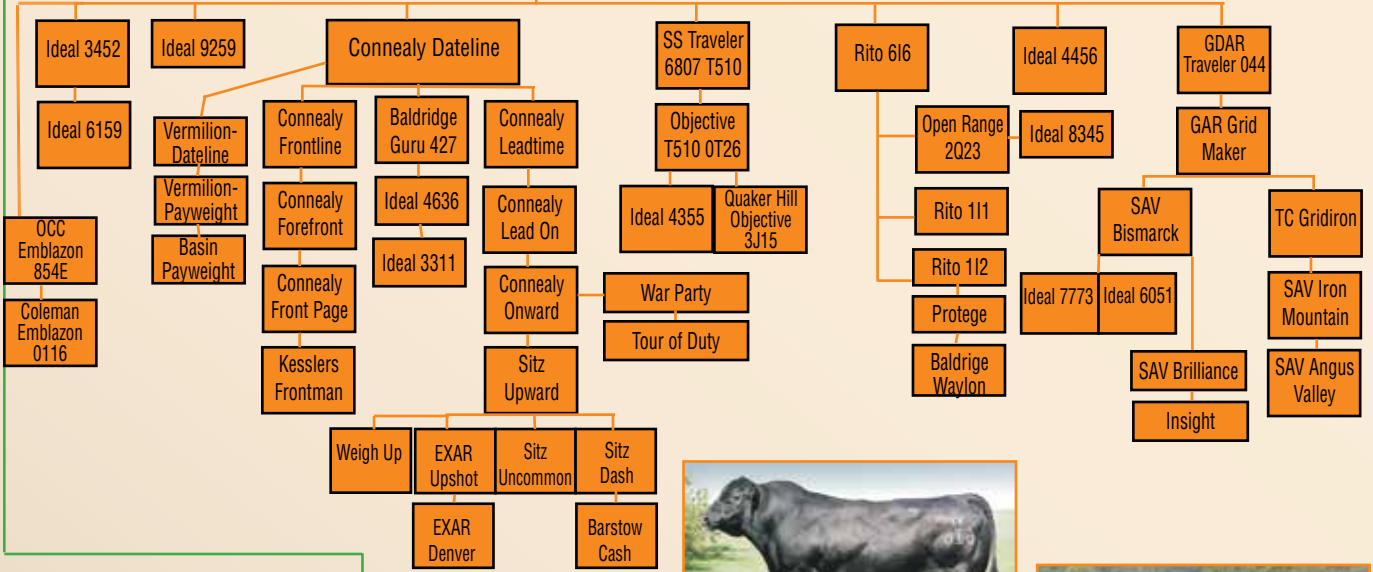 Ideal 3452
Ideal 9259
Connealy Dateline
SS Traveler
6807 T510
Rito 6I6
Ideal 4456
GDAR
Traveler 044
Ideal 6159
Vermilion-
Dateline
Connealy
Frontline
Baldridge
Guru 427
Connealy
Leadtime
Objective
T510 0T26
Open Range
2Q23
Ideal 8345
GAR Grid
Maker
Vermilion-
Payweight
Connealy
Forefront
Ideal 4636
Connealy
Lead On
Ideal 4355
Quaker Hill
Objective
3J15
Rito 1I1
SAV
Bismarck
TC Gridiron
OCC
Emblazon
854E
Basin
Payweight
Ideal 3311
Rito 1I2
Coleman
Emblazon
0116
Connealy
Front Page
Connealy
Onward
War Party
Protege
Ideal 7773
Ideal 6051
SAV Iron
Mountain
Tour of Duty
Kesslers
Frontman
Sitz
Upward
Baldrige
Waylon
SAV Brilliance
SAV Angus
Valley
Insight
Weigh Up
EXAR
Upshot
Sitz
Uncommon
Sitz
Dash
EXAR
Denver
Barstow
Cash